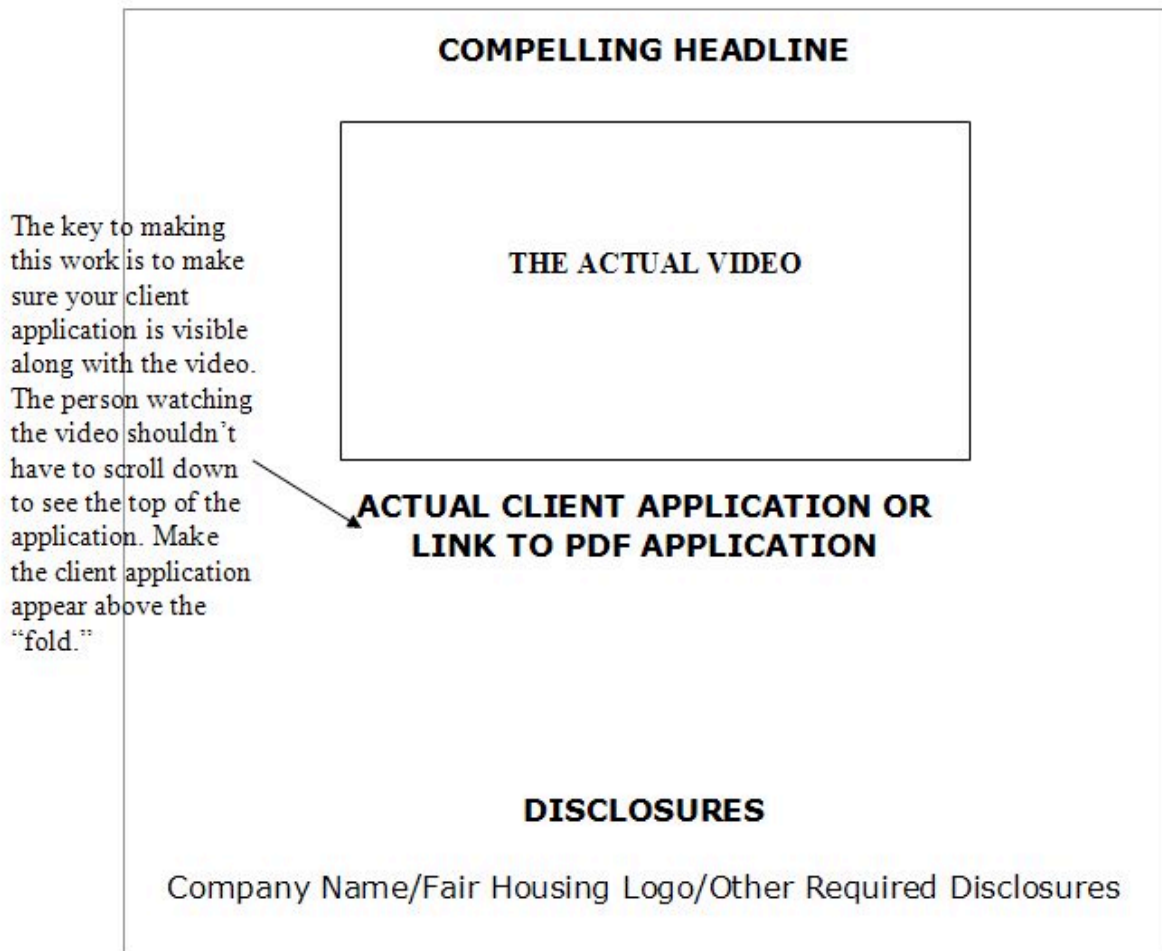 COMPELLING HEADLINE
THE ACTUAL VIDEO
The key to making
this work is to make
sure your client
application is visible
along with the video.
The person watching
the video shouldn’t
have to scroll down
to see the top of the
application. Make
the client application
appear above the
“fold.”
ACTUAL CLIENT APPLICATION OR
LINK TO PDF APPLICATION
DISCLOSURES
Company Name/Fair Housing Logo/Other Required Disclosures